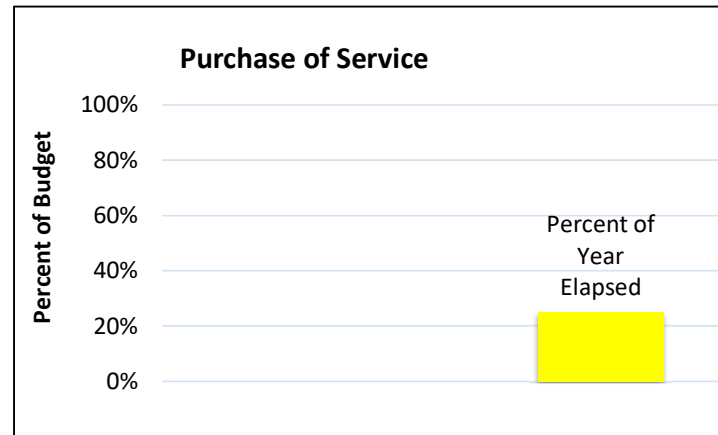 Purchase of Service
Percent of Budget
100%
80%
60%
40%
20%
0%
Percent of
Year
Elapsed